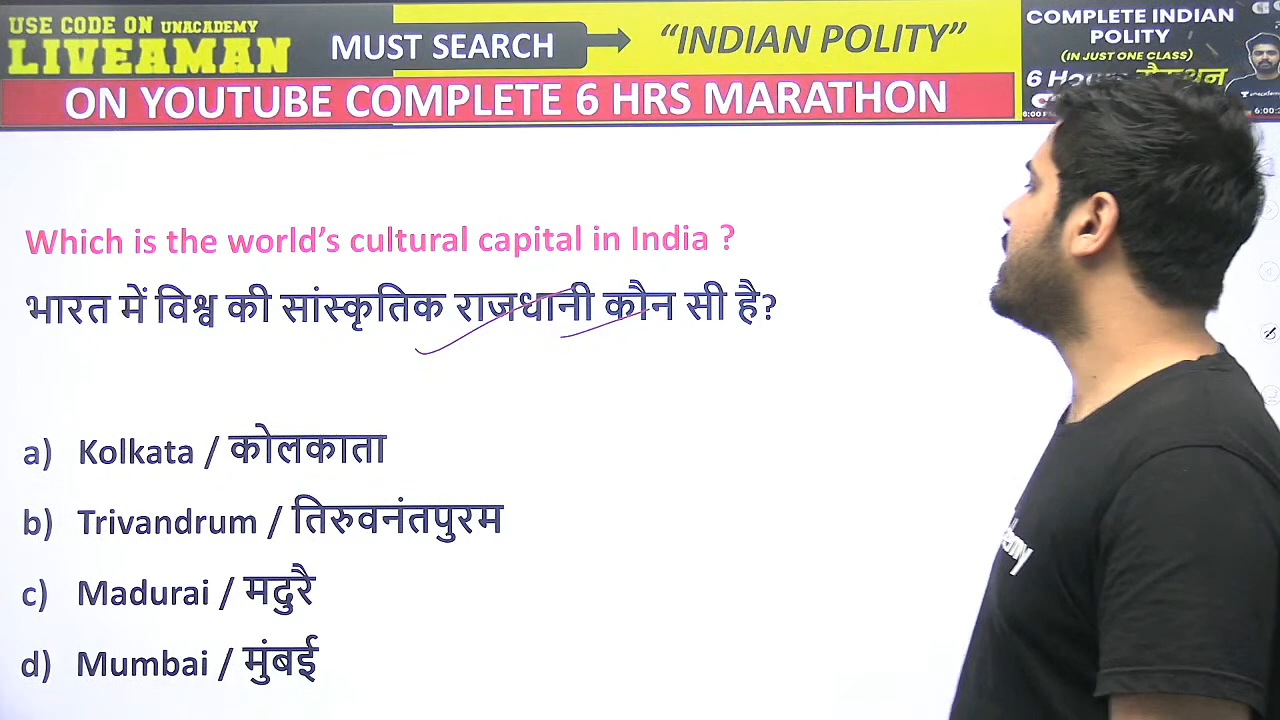 USE CODE ON UNACADEMY
LIVEAMAN
MUST SEARCH
“INDIAN POLITY”
ON YOUTUBE COMPLETE 6 HRS MARATHON
COMPLETE INDIAN
POLITY
(IN JUST ONE CLASS)
Which is the world’s cultural capital in India ?
भारत में विश्व की सांस्कृतिक राजधानी कौन सी है?
a) Kolkata / कोलकाता
b) Trivandrum / तिरुवनंतपुरम
c) Madurai / मदुरै
d) Mumbai / मुंबई